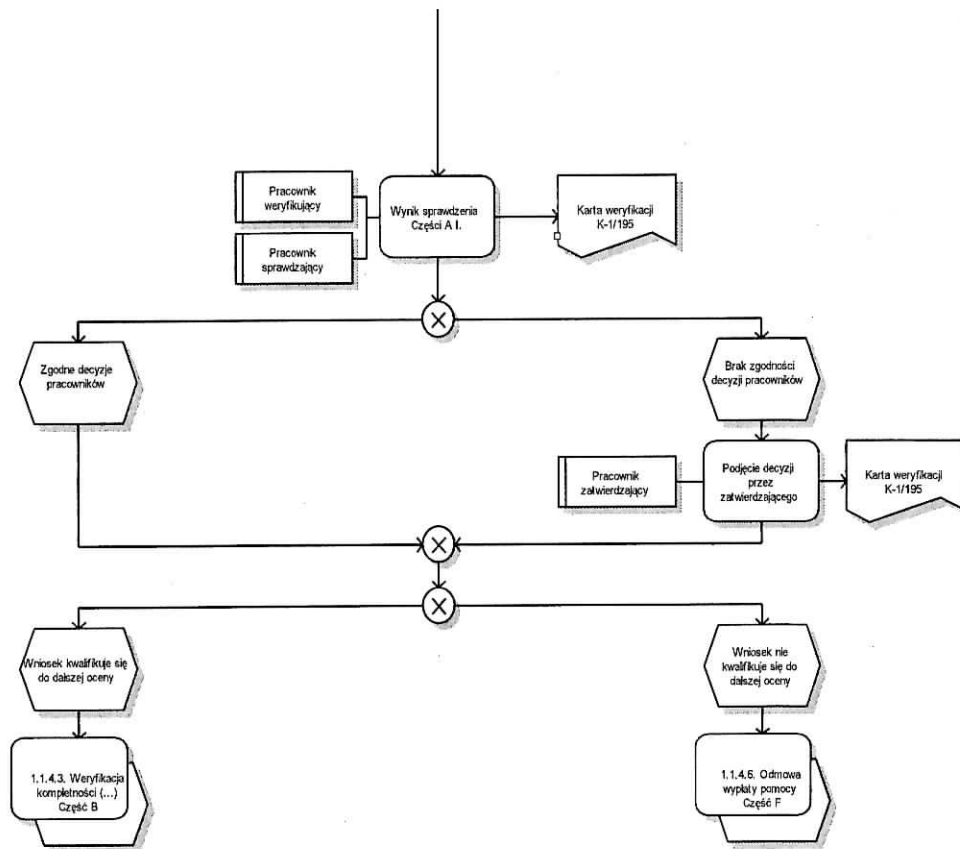 Pracownik
weryfikujący
Pracownik
sprawdzający
Wynik sprawdzenia
Części A I.
Karta weryfikacji
K-1/195
Zgodne decyzje
pracowników
Brak zgodności
decyzji pracowników
Pracownik
zatwierdzający
Podjęcie decyzji
przez
zatwierdzającego
Karta weryfikacji
K-1/195
Wniosek kwalifikuje się
do dalszej oceny
Wniosek nie
kwalifikuje się do
dalszej oceny
1.1.4.3. Weryfikacja
kompletności (...)
Część B
1.1.4.6. Odmowa
wypłaty pomocy
Część F